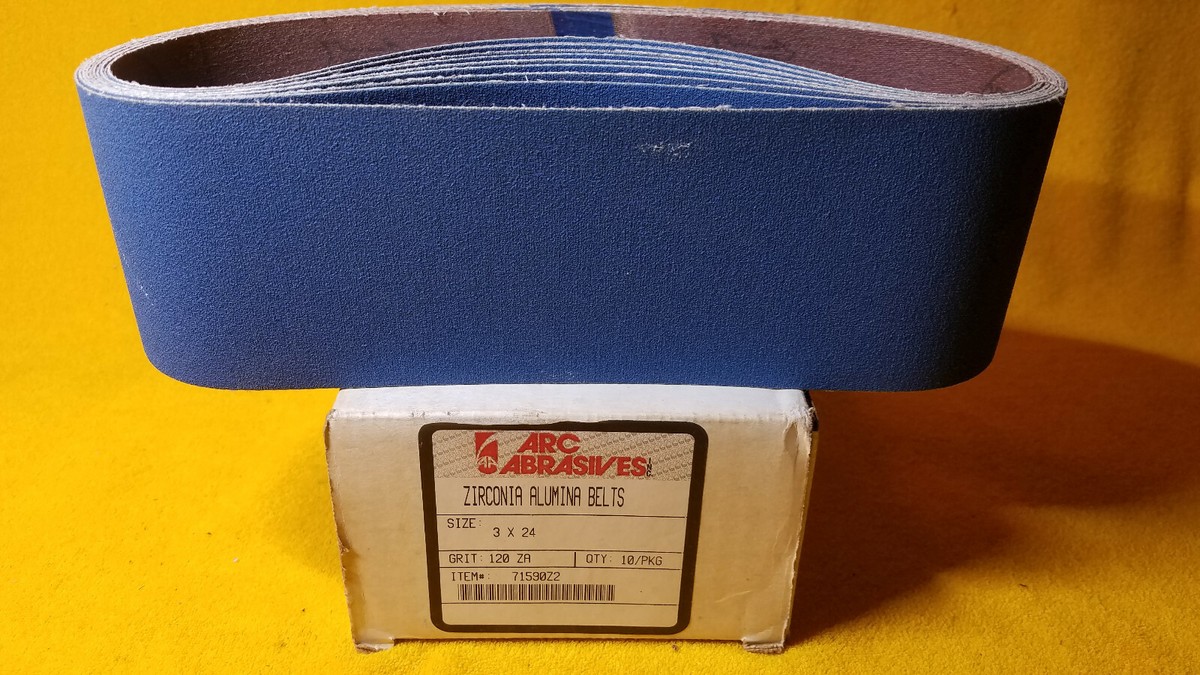 ARC
ABRASIVES INC
ZIRCONIA ALUMINA BELTS
SIZE: 3 X 24
GRIT: 120 ZA QTY: 10/PKG
ITEM#: 71590Z2